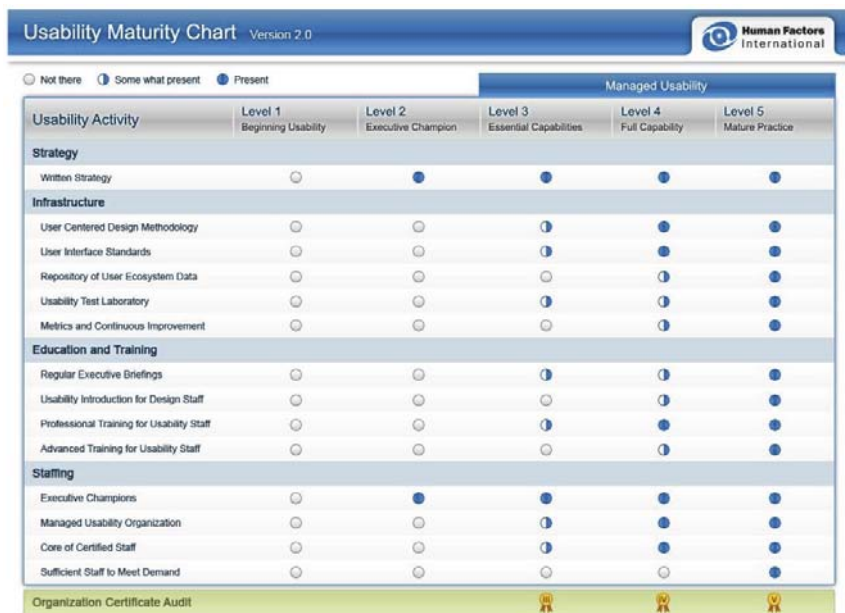 Usability Maturity Chart Version 2.0
Human Factors
International
Not there Some what present Present
Managed Usability
Usability Activity
Level 1
Beginning Usability
Level 2
Executive Champion
Level 3
Essential Capabilities
Level 4
Full Capability
Level 5
Mature Practice
Strategy
Written Strategy
Infrastructure
User Centered Design Methodology
User Interface Standards
Repository of User Ecosystem Data
Usability Test Laboratory
Metrics and Continuous Improvement
Education and Training
Regular Executive Briefings
Usability Introduction for Design Staff
Professional Training for Usability Staff
Advanced Training for Usability Staff
Staffing
Executive Champions
Managed Usability Organization
Core of Certified Staff
Sufficient Staff to Meet Demand
Organization Certificate Audit III IV V